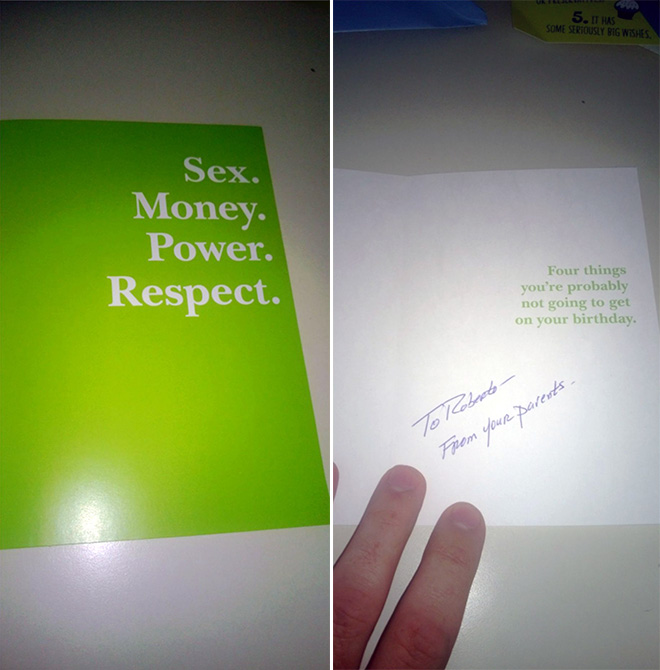 Sex.
Money.
Power.
Respect.
5. IT HAS
SOME SERIOUSLY BIG WISHES.
Four things
you're probably
not going to get
on your birthday.
To Roberto-
From your parents-